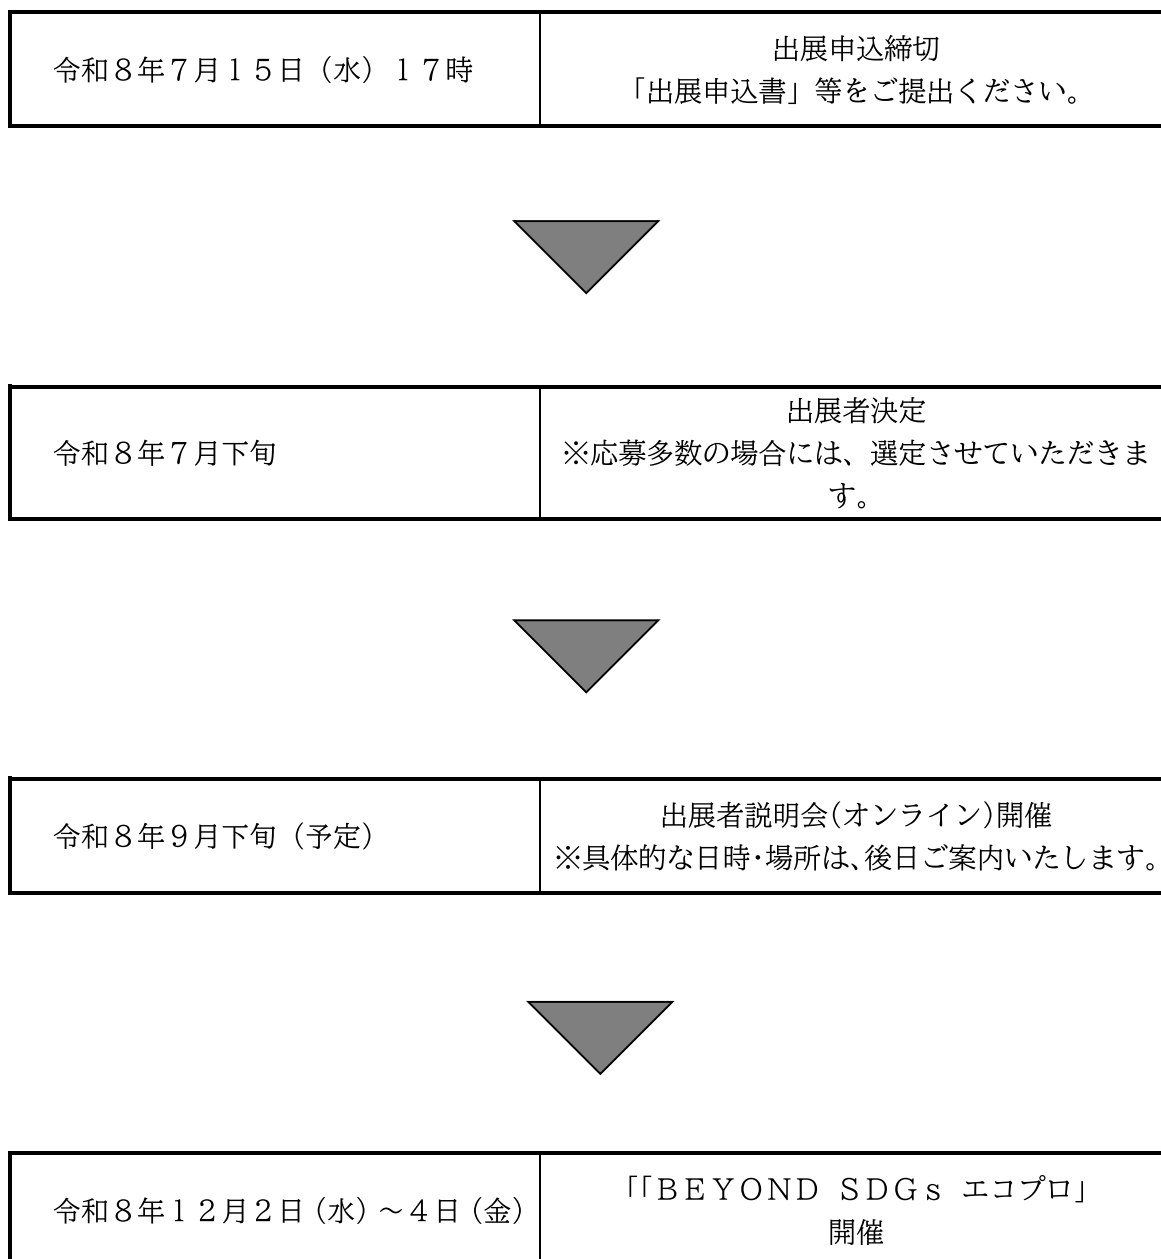 令和８年７月１５日（水）１７時
出展申込締切
「出展申込書」等をご提出ください。
令和８年７月下旬
出展者決定
※応募多数の場合には、選定させていただきま
す。
令和８年９月下旬（予定）
出展者説明会(オンライン)開催
※具体的な日時･場所は､後日ご案内いたします。
令和８年１２月２日（水）～４日（金）
「「ＢＥＹＯＮＤ　ＳＤＧｓ　エコプロ」
開催